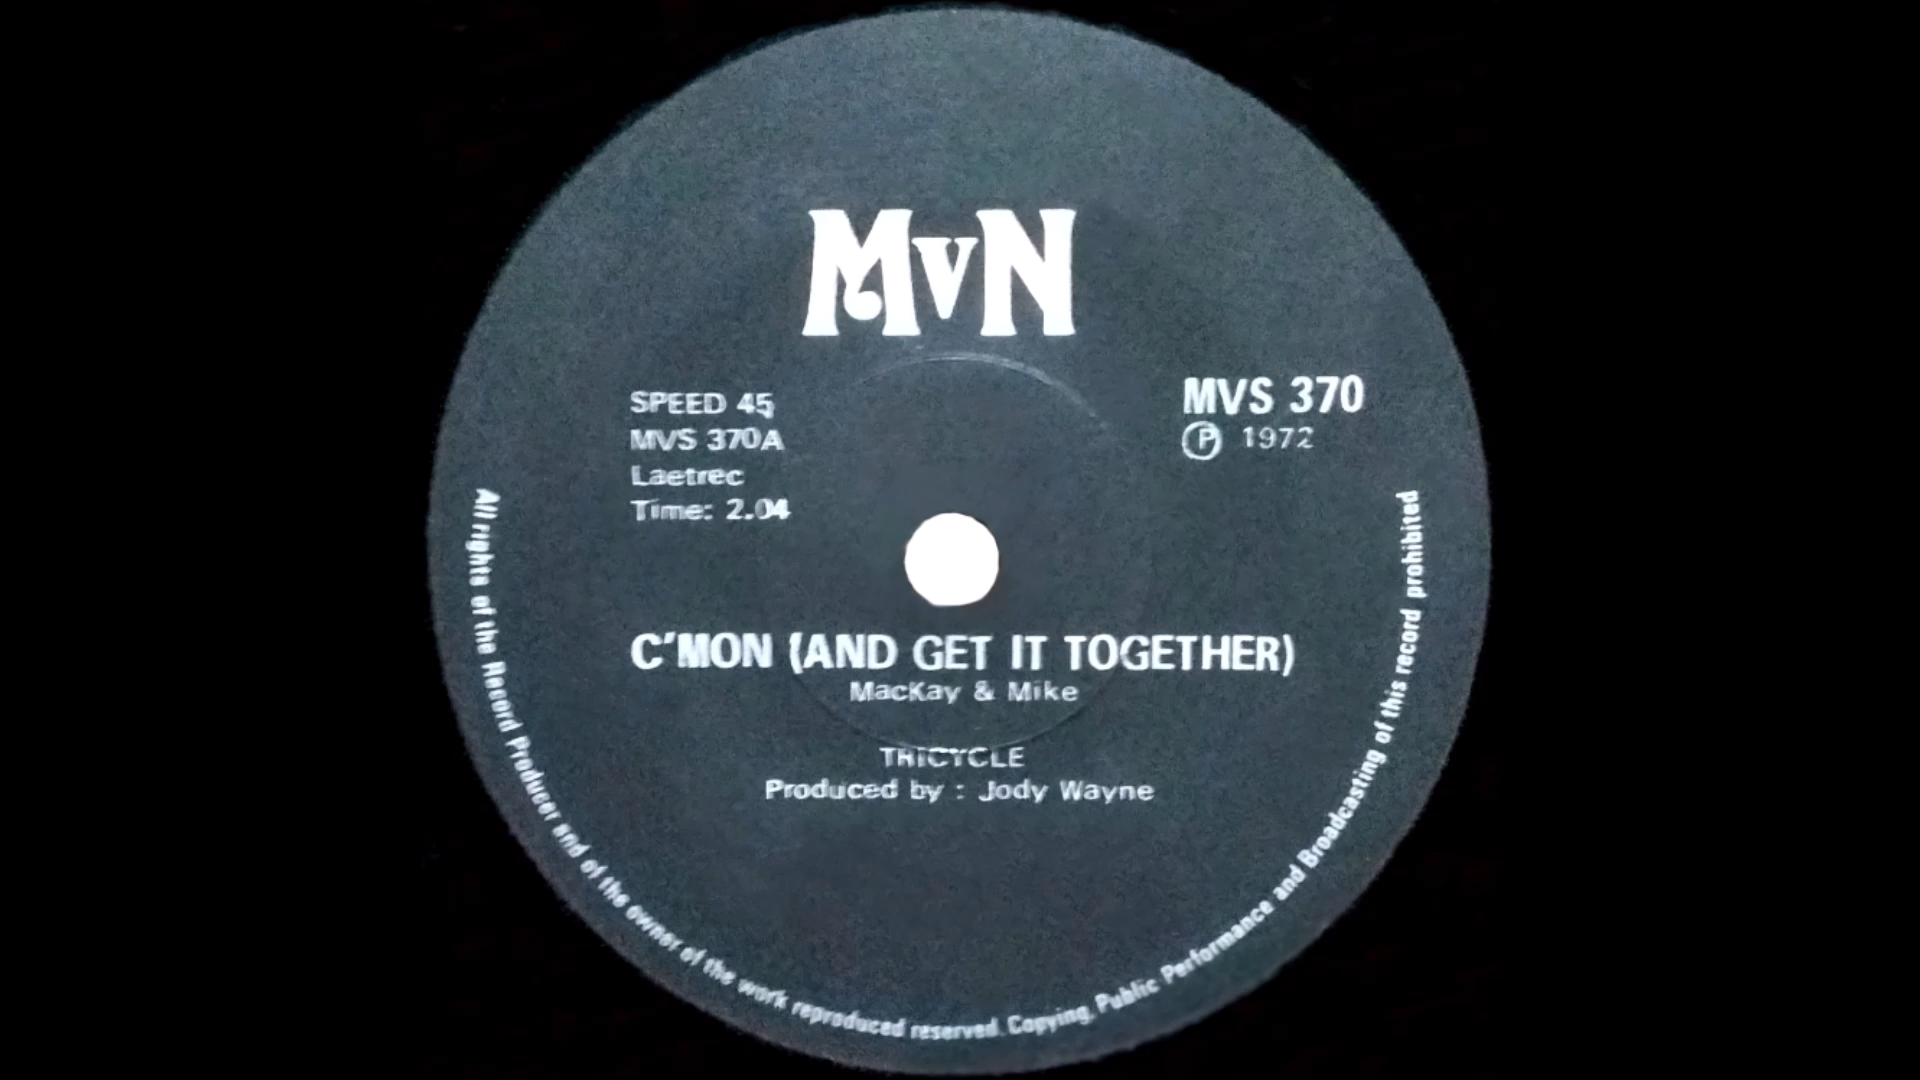 MvN
SPEED 45
MVS 370A
Laetrec
Time: 2.04
MVS 370
Ⓟ 1972
C'MON (AND GET IT TOGETHER)
MacKay & Mike
TRICYCLE
Produced by : Jody Wayne
All rights of the Record Producer and of the owner of the work reproduced reserved. Copying, Public Performance and Broadcasting of this record prohibited